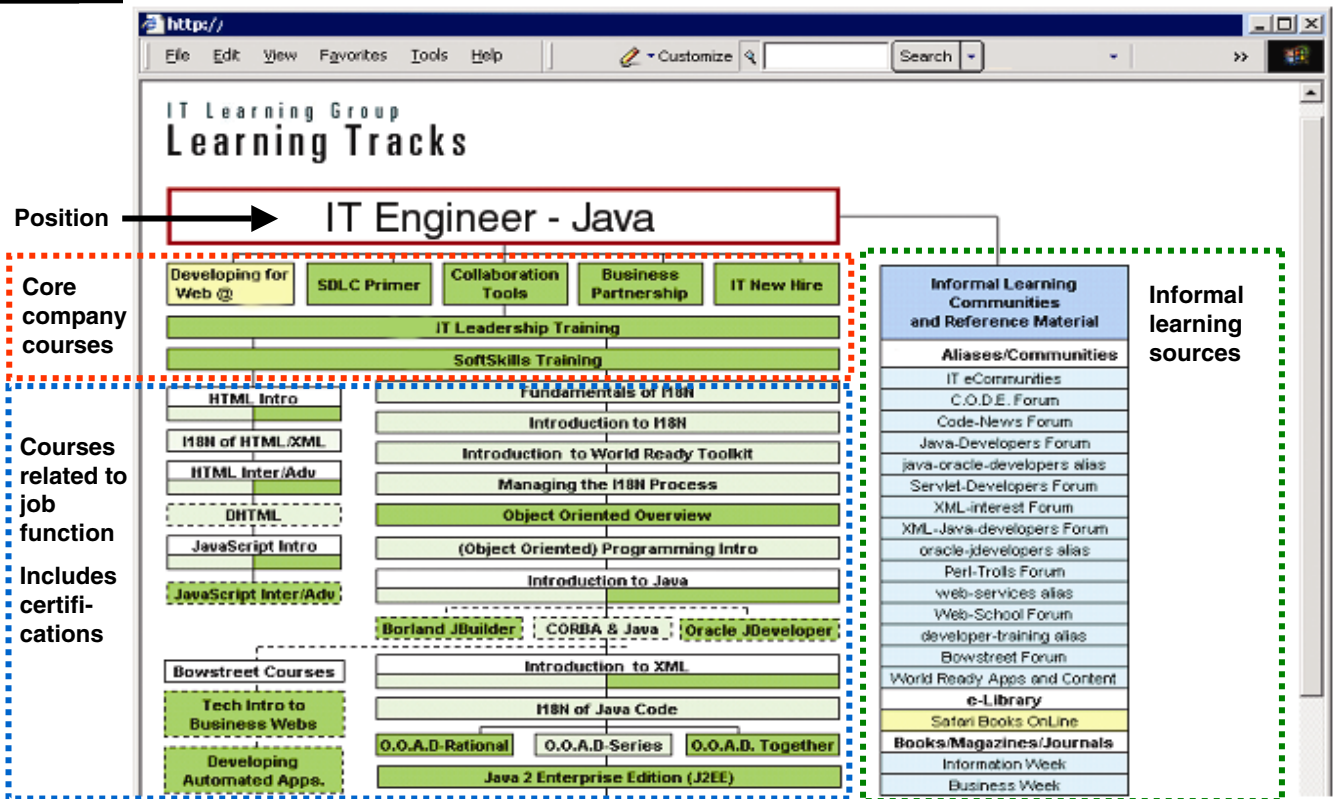 http://
File Edit View Favorites Tools Help
Customize
Search
»
IT Learning Group
Learning Tracks
Position
IT Engineer - Java
Core
company
courses
Developing for
Web @
SDLC Primer
Collaboration
Tools
Business
Partnership
IT New Hire
IT Leadership Training
SoftSkills Training
Courses
related to
job
function
Includes
certifi-
cations
HTML Intro
I18N of HTML/XML
HTML Inter/Adv
DHTML
JavaScript Intro
JavaScript Inter/Adv
Bowstreet Courses
Tech Intro to
Business Webs
Developing
Automated Apps.
Fundamentals of I18N
Introduction to I18N
Introduction to World Ready Toolkit
Managing the I18N Process
Object Oriented Overview
(Object Oriented) Programming Intro
Introduction to Java
Borland JBuilder
CORBA & Java
Oracle JDeveloper
Introduction to XML
I18N of Java Code
O.O.A.D-Rational
O.O.A.D-Series
O.O.A.D. Together
Java 2 Enterprise Edition (J2EE)
Informal Learning
Communities
and Reference Material
Aliases/Communities
IT eCommunities
C.O.D.E. Forum
Code-News Forum
Java-Developers Forum
java-oracle-developers alias
Servlet-Developers Forum
XML-interest Forum
XML-Java-developers Forum
oracle-jdevelopers alias
Perl-Trolls Forum
web-services alias
Web-School Forum
developer-training alias
Bowstreet Forum
World Ready Apps and Content
e-Library
Safari Books OnLine
Books/Magazines/Journals
Information Week
Business Week
Informal
learning
sources